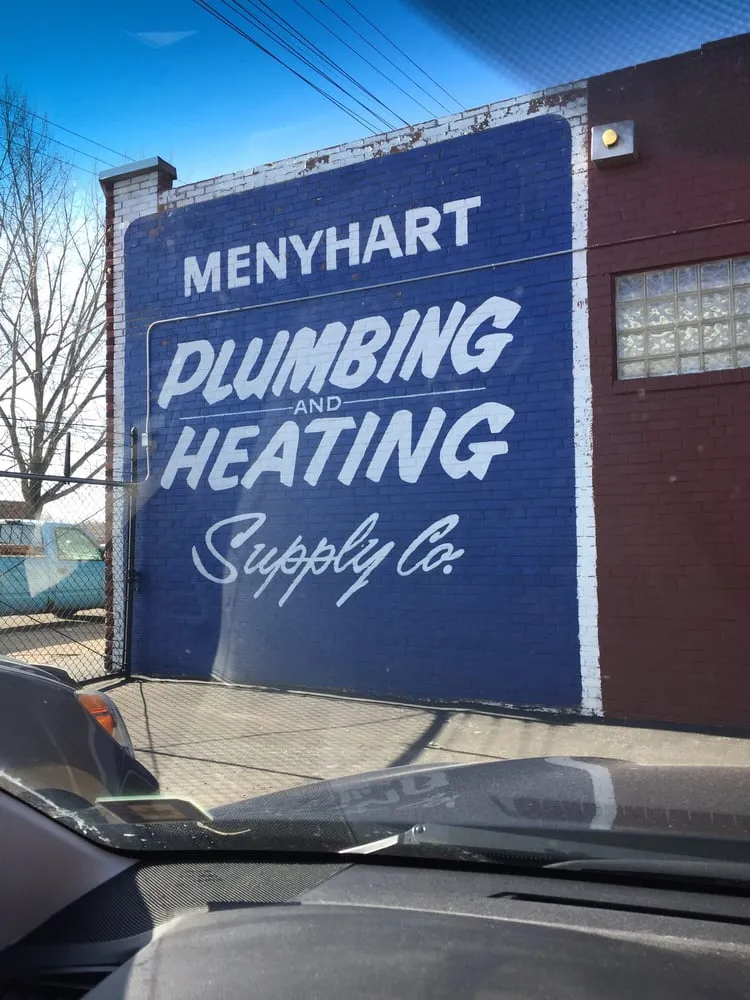 MENYHART
PLUMBING
AND
HEATING
Supply Co.